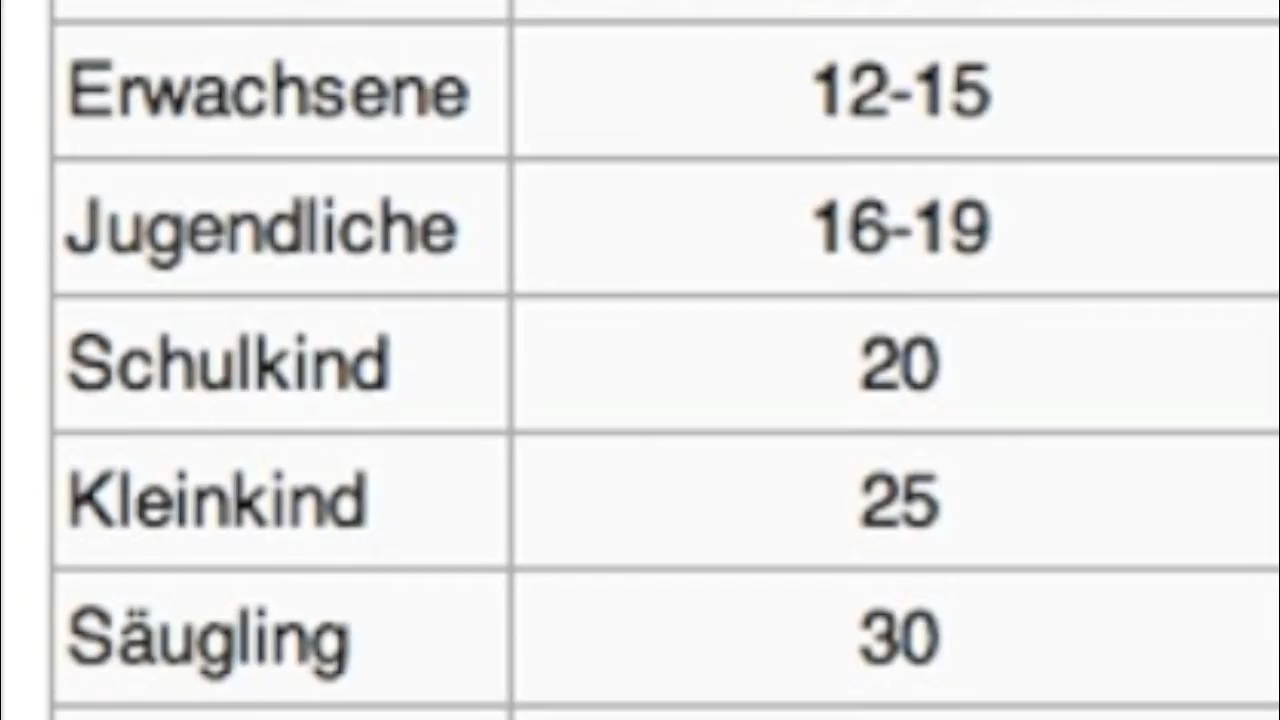 Erwachsene 12-15
Jugendliche 16-19
Schulkind 20
Kleinkind 25
Säugling 30